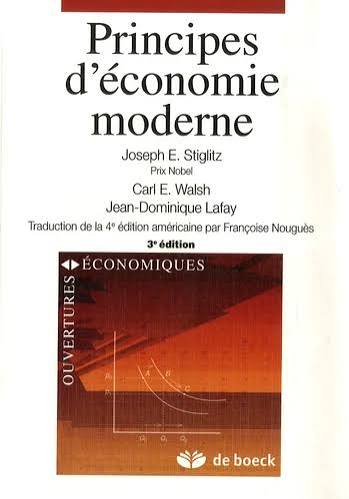 Principes
d'économie
moderne
Joseph E. Stiglitz
Prix Nobel
Carl E. Walsh
Jean-Dominique Lafay
Traduction de la 4e édition américaine par Françoise Nouguès
3e édition
OUVERTURES
ÉCONOMIQUES
A
B
C
de boeck